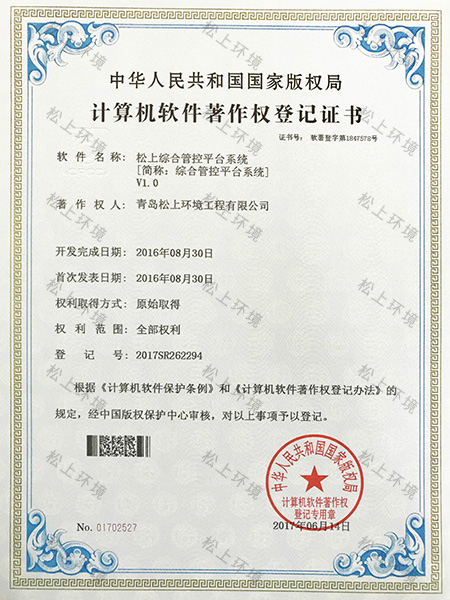 中华人民共和国国家版权局
计算机软件著作权登记证书
证书号： 软著登字第1847578号
软件名称： 松上综合管控平台系统
[简称：综合管控平台系统]
V1.0
著作权人： 青岛松上环境工程有限公司
开发完成日期： 2016年08月30日
首次发表日期： 2016年08月30日
权利取得方式： 原始取得
权利范围： 全部权利
登记号： 2017SR262294
根据《计算机软件保护条例》和《计算机软件著作权登记办法》的
规定，经中国版权保护中心审核，对以上事项予以登记。
中华人民共和国国家版权局
计算机软件著作权
登记专用章
No. 01702527
2017年06月14日
松上环境